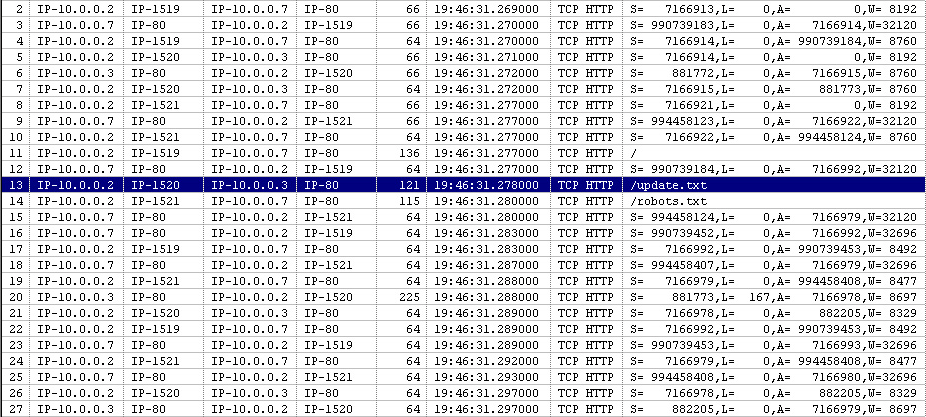 2 IP-10.0.0.2 IP-1519 IP-10.0.0.7 IP-80 66 19:46:31.269000 TCP HTTP S= 7166913,L= 0,A= 0,W= 8192
3 IP-10.0.0.7 IP-80 IP-10.0.0.2 IP-1519 66 19:46:31.270000 TCP HTTP S= 990739183,L= 0,A= 7166914,W=32120
4 IP-10.0.0.2 IP-1519 IP-10.0.0.7 IP-80 64 19:46:31.270000 TCP HTTP S= 7166914,L= 0,A= 990739184,W= 8760
5 IP-10.0.0.2 IP-1520 IP-10.0.0.3 IP-80 66 19:46:31.271000 TCP HTTP S= 7166914,L= 0,A= 0,W= 8192
6 IP-10.0.0.3 IP-80 IP-10.0.0.2 IP-1520 66 19:46:31.272000 TCP HTTP S= 881772,L= 0,A= 7166915,W= 8760
7 IP-10.0.0.2 IP-1520 IP-10.0.0.3 IP-80 64 19:46:31.272000 TCP HTTP S= 7166915,L= 0,A= 881773,W= 8760
8 IP-10.0.0.2 IP-1521 IP-10.0.0.7 IP-80 66 19:46:31.277000 TCP HTTP S= 7166921,L= 0,A= 0,W= 8192
9 IP-10.0.0.7 IP-80 IP-10.0.0.2 IP-1521 66 19:46:31.277000 TCP HTTP S= 994458123,L= 0,A= 7166922,W=32120
10 IP-10.0.0.2 IP-1521 IP-10.0.0.7 IP-80 64 19:46:31.277000 TCP HTTP S= 7166922,L= 0,A= 994458124,W= 8760
11 IP-10.0.0.2 IP-1519 IP-10.0.0.7 IP-80 136 19:46:31.277000 TCP HTTP /
12 IP-10.0.0.7 IP-80 IP-10.0.0.2 IP-1519 64 19:46:31.277000 TCP HTTP S= 990739184,L= 0,A= 7166992,W=32120
13 IP-10.0.0.2 IP-1520 IP-10.0.0.3 IP-80 121 19:46:31.278000 TCP HTTP /update.txt
14 IP-10.0.0.2 IP-1521 IP-10.0.0.7 IP-80 115 19:46:31.280000 TCP HTTP /robots.txt
15 IP-10.0.0.7 IP-80 IP-10.0.0.2 IP-1521 64 19:46:31.280000 TCP HTTP S= 994458124,L= 0,A= 7166979,W=32120
16 IP-10.0.0.7 IP-80 IP-10.0.0.2 IP-1519 64 19:46:31.283000 TCP HTTP S= 990739452,L= 0,A= 7166992,W=32696
17 IP-10.0.0.2 IP-1519 IP-10.0.0.7 IP-80 64 19:46:31.283000 TCP HTTP S= 7166992,L= 0,A= 990739453,W= 8492
18 IP-10.0.0.7 IP-80 IP-10.0.0.2 IP-1521 64 19:46:31.287000 TCP HTTP S= 994458407,L= 0,A= 7166979,W=32696
19 IP-10.0.0.2 IP-1521 IP-10.0.0.7 IP-80 64 19:46:31.288000 TCP HTTP S= 7166979,L= 0,A= 994458408,W= 8477
20 IP-10.0.0.3 IP-80 IP-10.0.0.2 IP-1520 225 19:46:31.288000 TCP HTTP S= 881773,L= 167,A= 7166978,W= 8697
21 IP-10.0.0.2 IP-1520 IP-10.0.0.3 IP-80 64 19:46:31.289000 TCP HTTP S= 7166978,L= 0,A= 882205,W= 8329
22 IP-10.0.0.2 IP-1519 IP-10.0.0.7 IP-80 64 19:46:31.289000 TCP HTTP S= 7166992,L= 0,A= 990739453,W= 8492
23 IP-10.0.0.7 IP-80 IP-10.0.0.2 IP-1519 64 19:46:31.289000 TCP HTTP S= 990739453,L= 0,A= 7166993,W=32696
24 IP-10.0.0.2 IP-1521 IP-10.0.0.7 IP-80 64 19:46:31.292000 TCP HTTP S= 7166979,L= 0,A= 994458408,W= 8477
25 IP-10.0.0.7 IP-80 IP-10.0.0.2 IP-1521 64 19:46:31.293000 TCP HTTP S= 994458408,L= 0,A= 7166980,W=32696
26 IP-10.0.0.2 IP-1520 IP-10.0.0.3 IP-80 64 19:46:31.293000 TCP HTTP S= 7166978,L= 0,A= 882205,W= 8329
27 IP-10.0.0.3 IP-80 IP-10.0.0.2 IP-1520 64 19:46:31.294000 TCP HTTP S= 882205,L= 0,A= 7166979,W= 8697